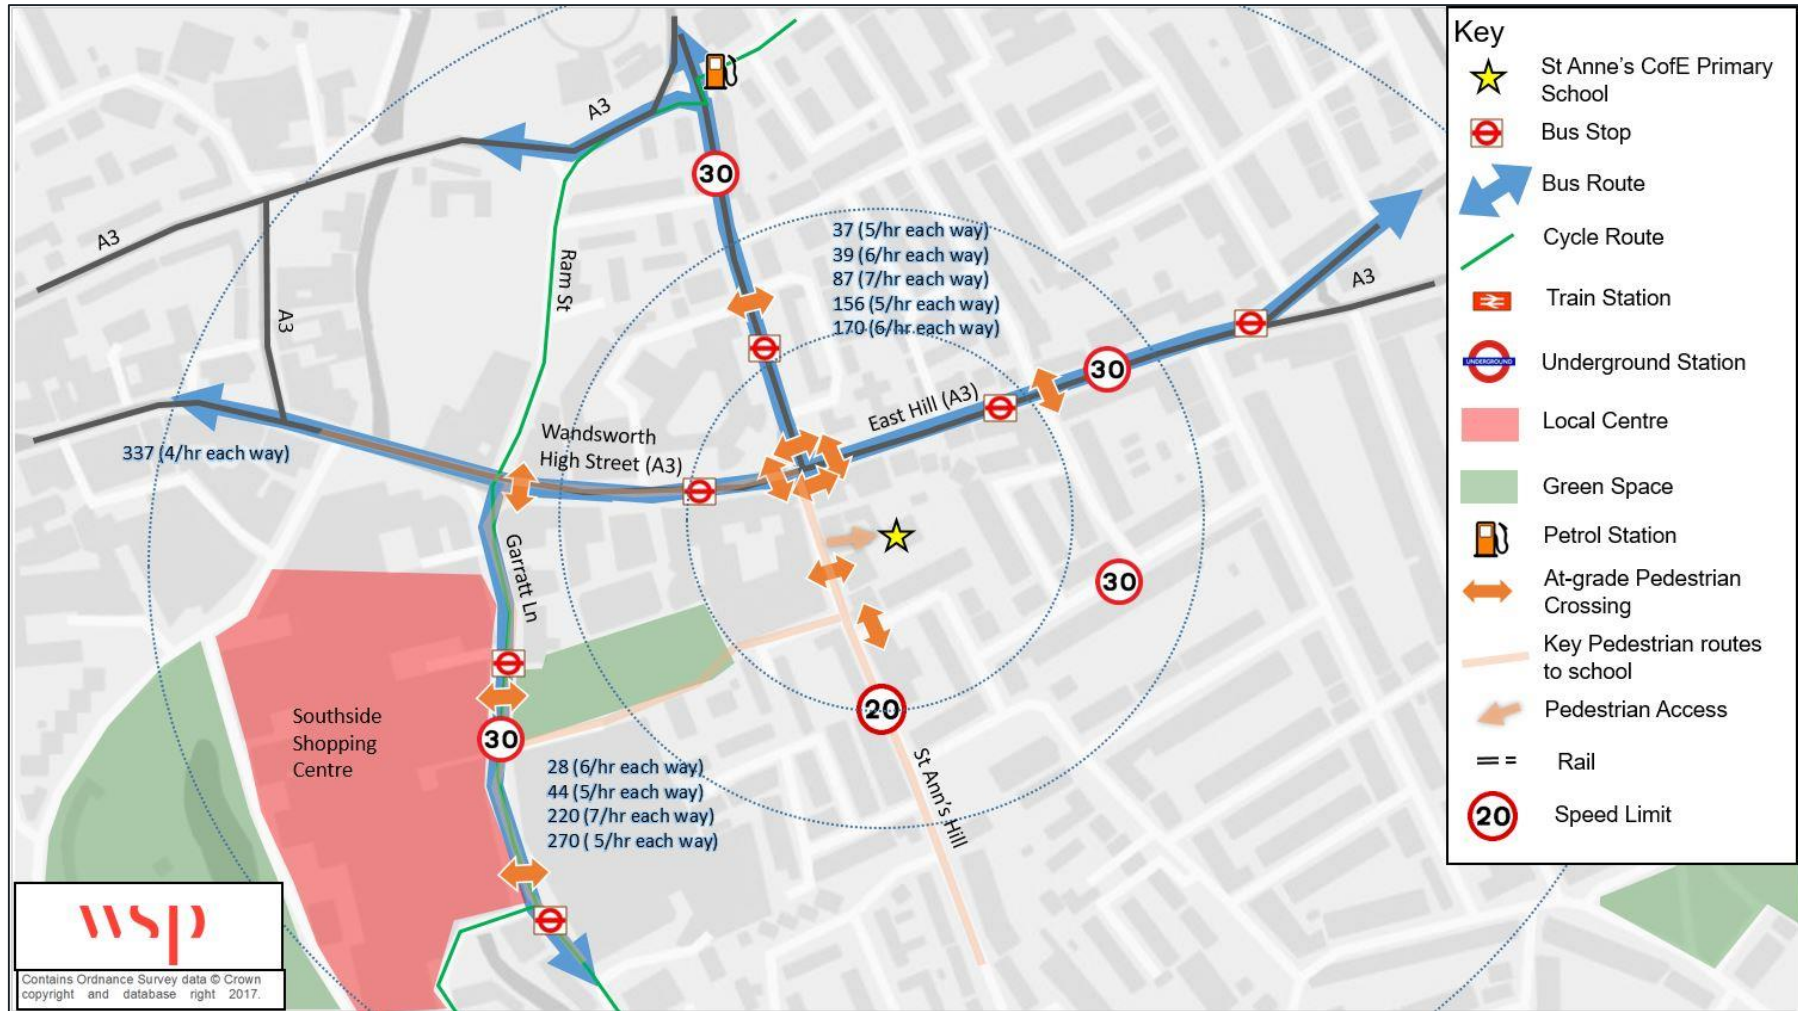 A3
30
A3
Ram St
A3
37 (5/hr each way)
39 (6/hr each way)
87 (7/hr each way)
156 (5/hr each way)
170 (6/hr each way)
A3
30
East Hill (A3)
Wandsworth
High Street (A3)
337 (4/hr each way)
Garratt Ln
30
20
30
Southside
Shopping
Centre
28 (6/hr each way)
44 (5/hr each way)
220 (7/hr each way)
270 ( 5/hr each way)
St Ann's Hill
wsp
Contains Ordnance Survey data © Crown
copyright and database right 2017.
Key
St Anne's CofE Primary
School
Bus Stop
Bus Route
Cycle Route
Train Station
UNDERGROUND
Underground Station
Local Centre
Green Space
Petrol Station
At-grade Pedestrian
Crossing
Key Pedestrian routes
to school
Pedestrian Access
Rail
20
Speed Limit